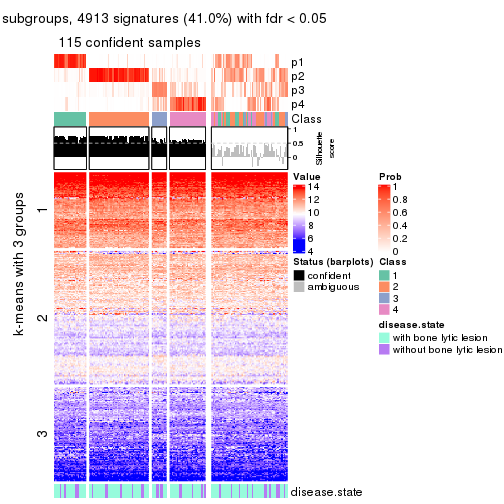 subgroups, 4913 signatures (41.0%) with fdr < 0.05
115 confident samples
p1
p2
p3
p4
Class
1
0.5
0
Silhouette
score
k-means with 3 groups
1
2
3
Value
14
12
10
8
6
4
Prob
1
0.8
0.6
0.4
0.2
0
Status (barplots)
confident
ambiguous
Class
1
2
3
4
disease.state
with bone lytic lesion
without bone lytic lesion
disease.state